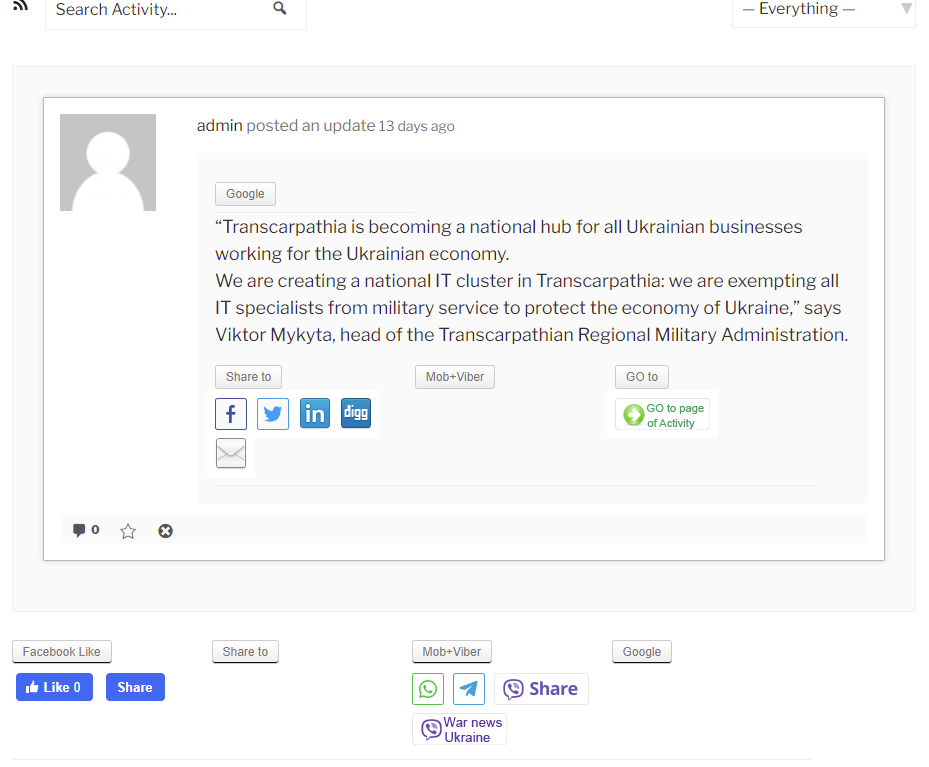 Search Activity...
— Everything —
admin posted an update 13 days ago
Google
“Transcarpathia is becoming a national hub for all Ukrainian businesses
working for the Ukrainian economy.
We are creating a national IT cluster in Transcarpathia: we are exempting all
IT specialists from military service to protect the economy of Ukraine,” says
Viktor Mykyta, head of the Transcarpathian Regional Military Administration.
Share to
Mob+Viber
GO to
f
in
digg
GO to page
of Activity
0
Facebook Like
Share to
Mob+Viber
Google
Like 0
Share
Share
War news
Ukraine